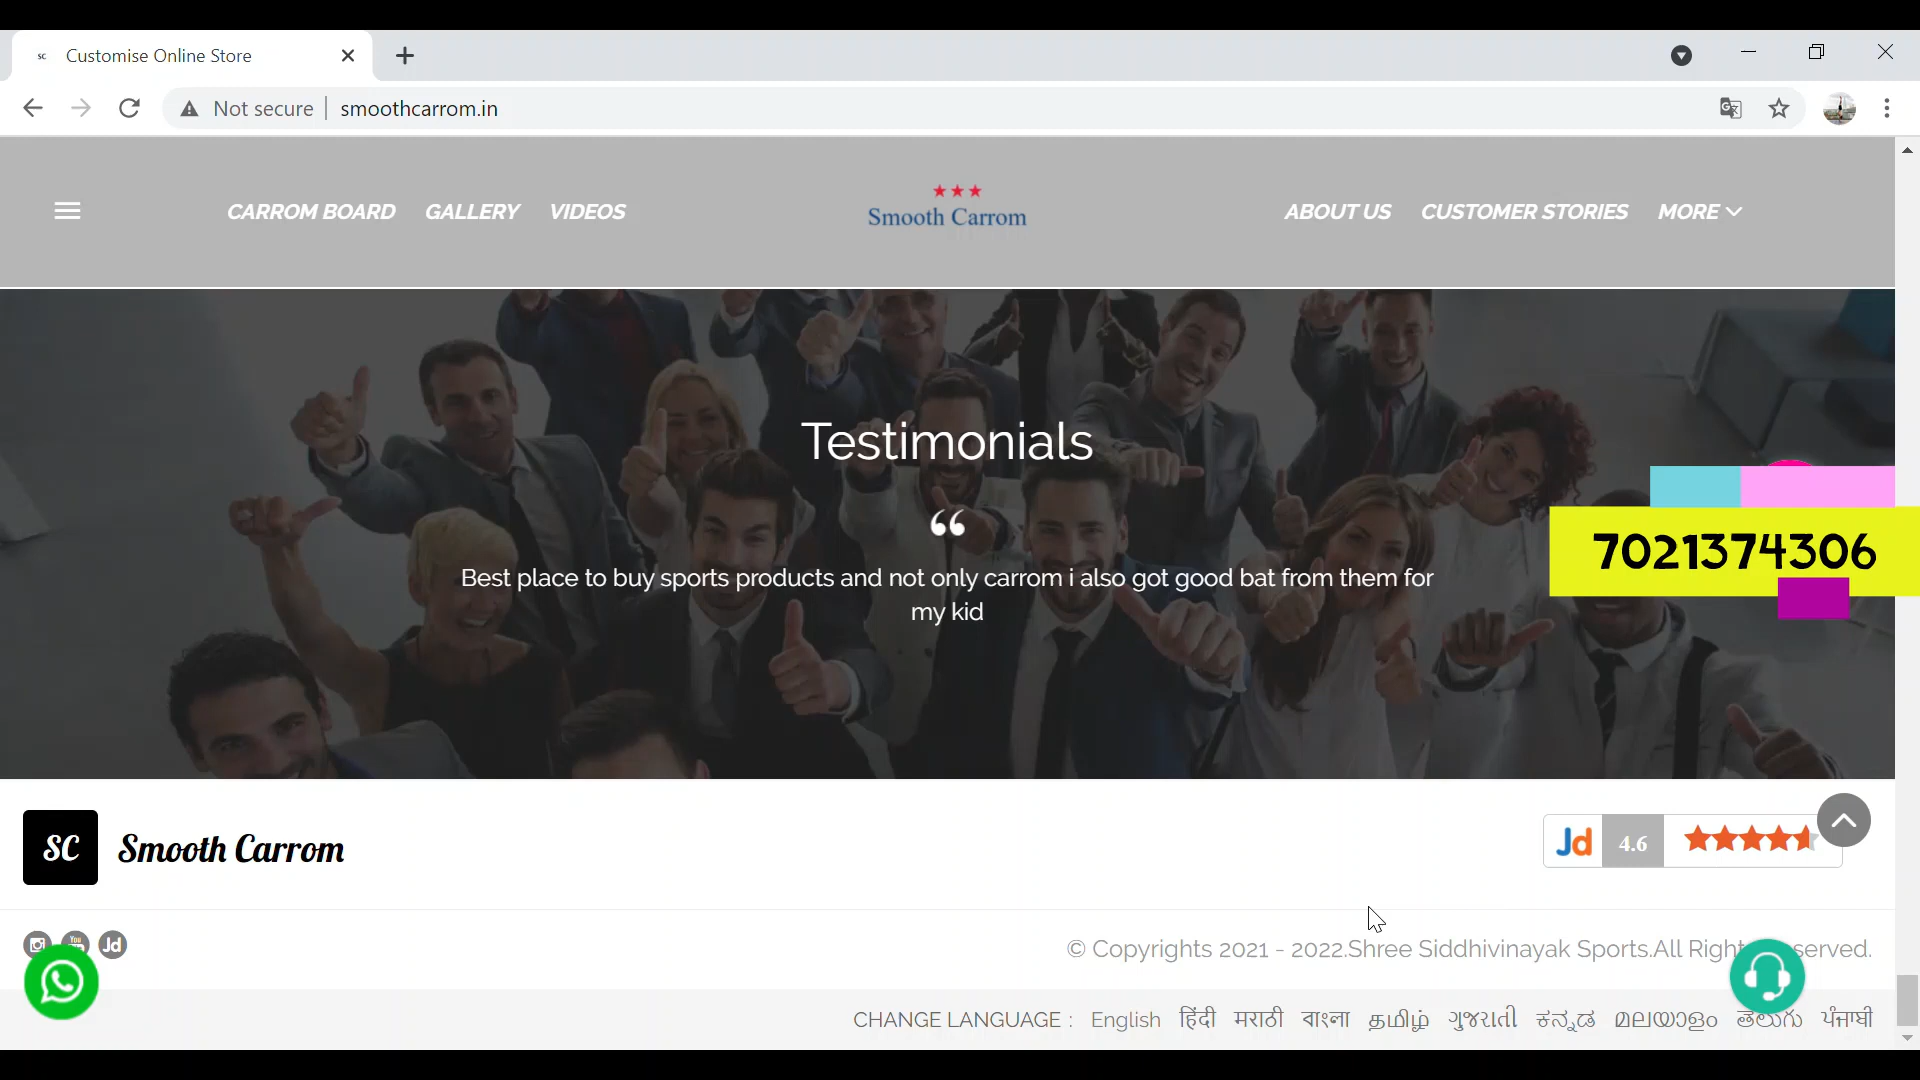 SC Customise Online Store
Not secure smoothcarrom.in
CARROM BOARD GALLERY VIDEOS
Smooth Carrom
ABOUT US CUSTOMER STORIES MORE
Testimonials
“
Best place to buy sports products and not only carrom i also got good bat from them for
my kid
7021374306
SC Smooth Carrom
Jd 4.6
You Jd
© Copyrights 2021 - 2022.Shree Siddhivinayak Sports.All
CHANGE LANGUAGE : English हिंदी मराठी বাংলা தமிழ் ગુજરાતી ಕನ್ನಡ മലയാളം తెలుగు ਪੰਜਾਬੀ